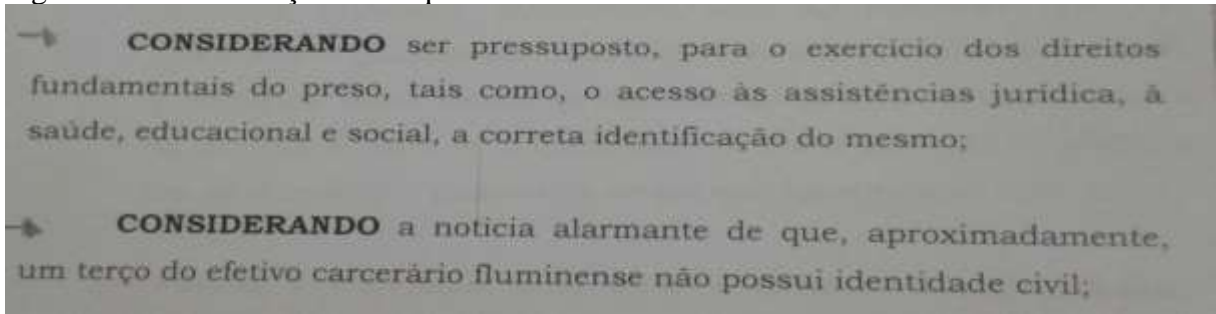 CONSIDERANDO ser pressuposto, para o exercício dos direitos
fundamentais do preso, tais como, o acesso às assistências jurídica, à
saúde, educacional e social, a correta identificação do mesmo;
CONSIDERANDO a noticia alarmante de que, aproximadamente,
um terço do efetivo carcerário fluminense não possui identidade civil;